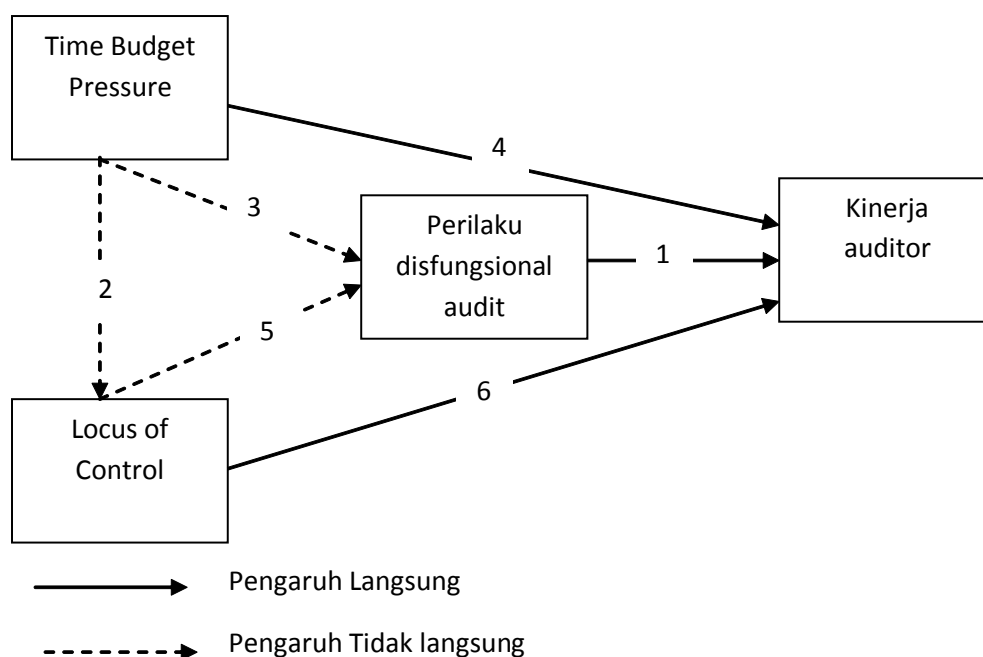 Time Budget
Pressure
4
3
Perilaku
disfungsional
audit
1
Kinerja
auditor
2
5
6
Locus of
Control
Pengaruh Langsung
Pengaruh Tidak langsung